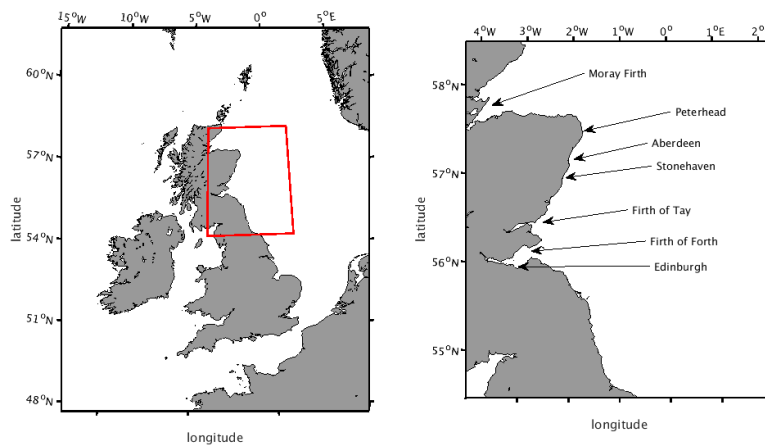 15°W 10°W 5°W 0°W 5°E
60°N
57°N
54°N
51°N
48°N
latitude
longitude
4°W 3°W 2°W 1°W 0°W 1°E 2°
58°N
57°N
56°N
55°N
latitude
longitude
Moray Firth
Peterhead
Aberdeen
Stonehaven
Firth of Tay
Firth of Forth
Edinburgh